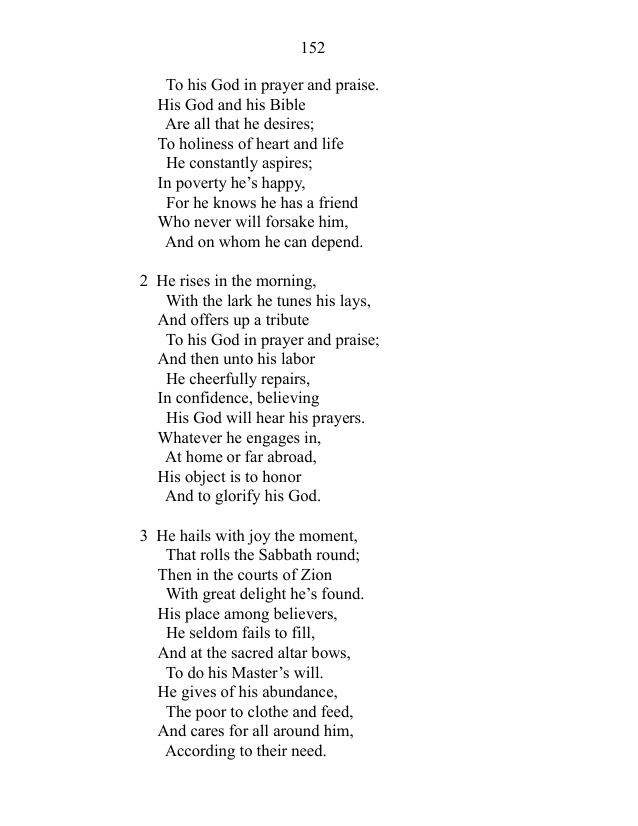 152
To his God in prayer and praise.
His God and his Bible
Are all that he desires;
To holiness of heart and life
He constantly aspires;
In poverty he’s happy,
For he knows he has a friend
Who never will forsake him,
And on whom he can depend.
2 He rises in the morning,
With the lark he tunes his lays,
And offers up a tribute
To his God in prayer and praise;
And then unto his labor
He cheerfully repairs,
In confidence, believing
His God will hear his prayers.
Whatever he engages in,
At home or far abroad,
His object is to honor
And to glorify his God.
3 He hails with joy the moment,
That rolls the Sabbath round;
Then in the courts of Zion
With great delight he’s found.
His place among believers,
He seldom fails to fill,
And at the sacred altar bows,
To do his Master’s will.
He gives of his abundance,
The poor to clothe and feed,
And cares for all around him,
According to their need.